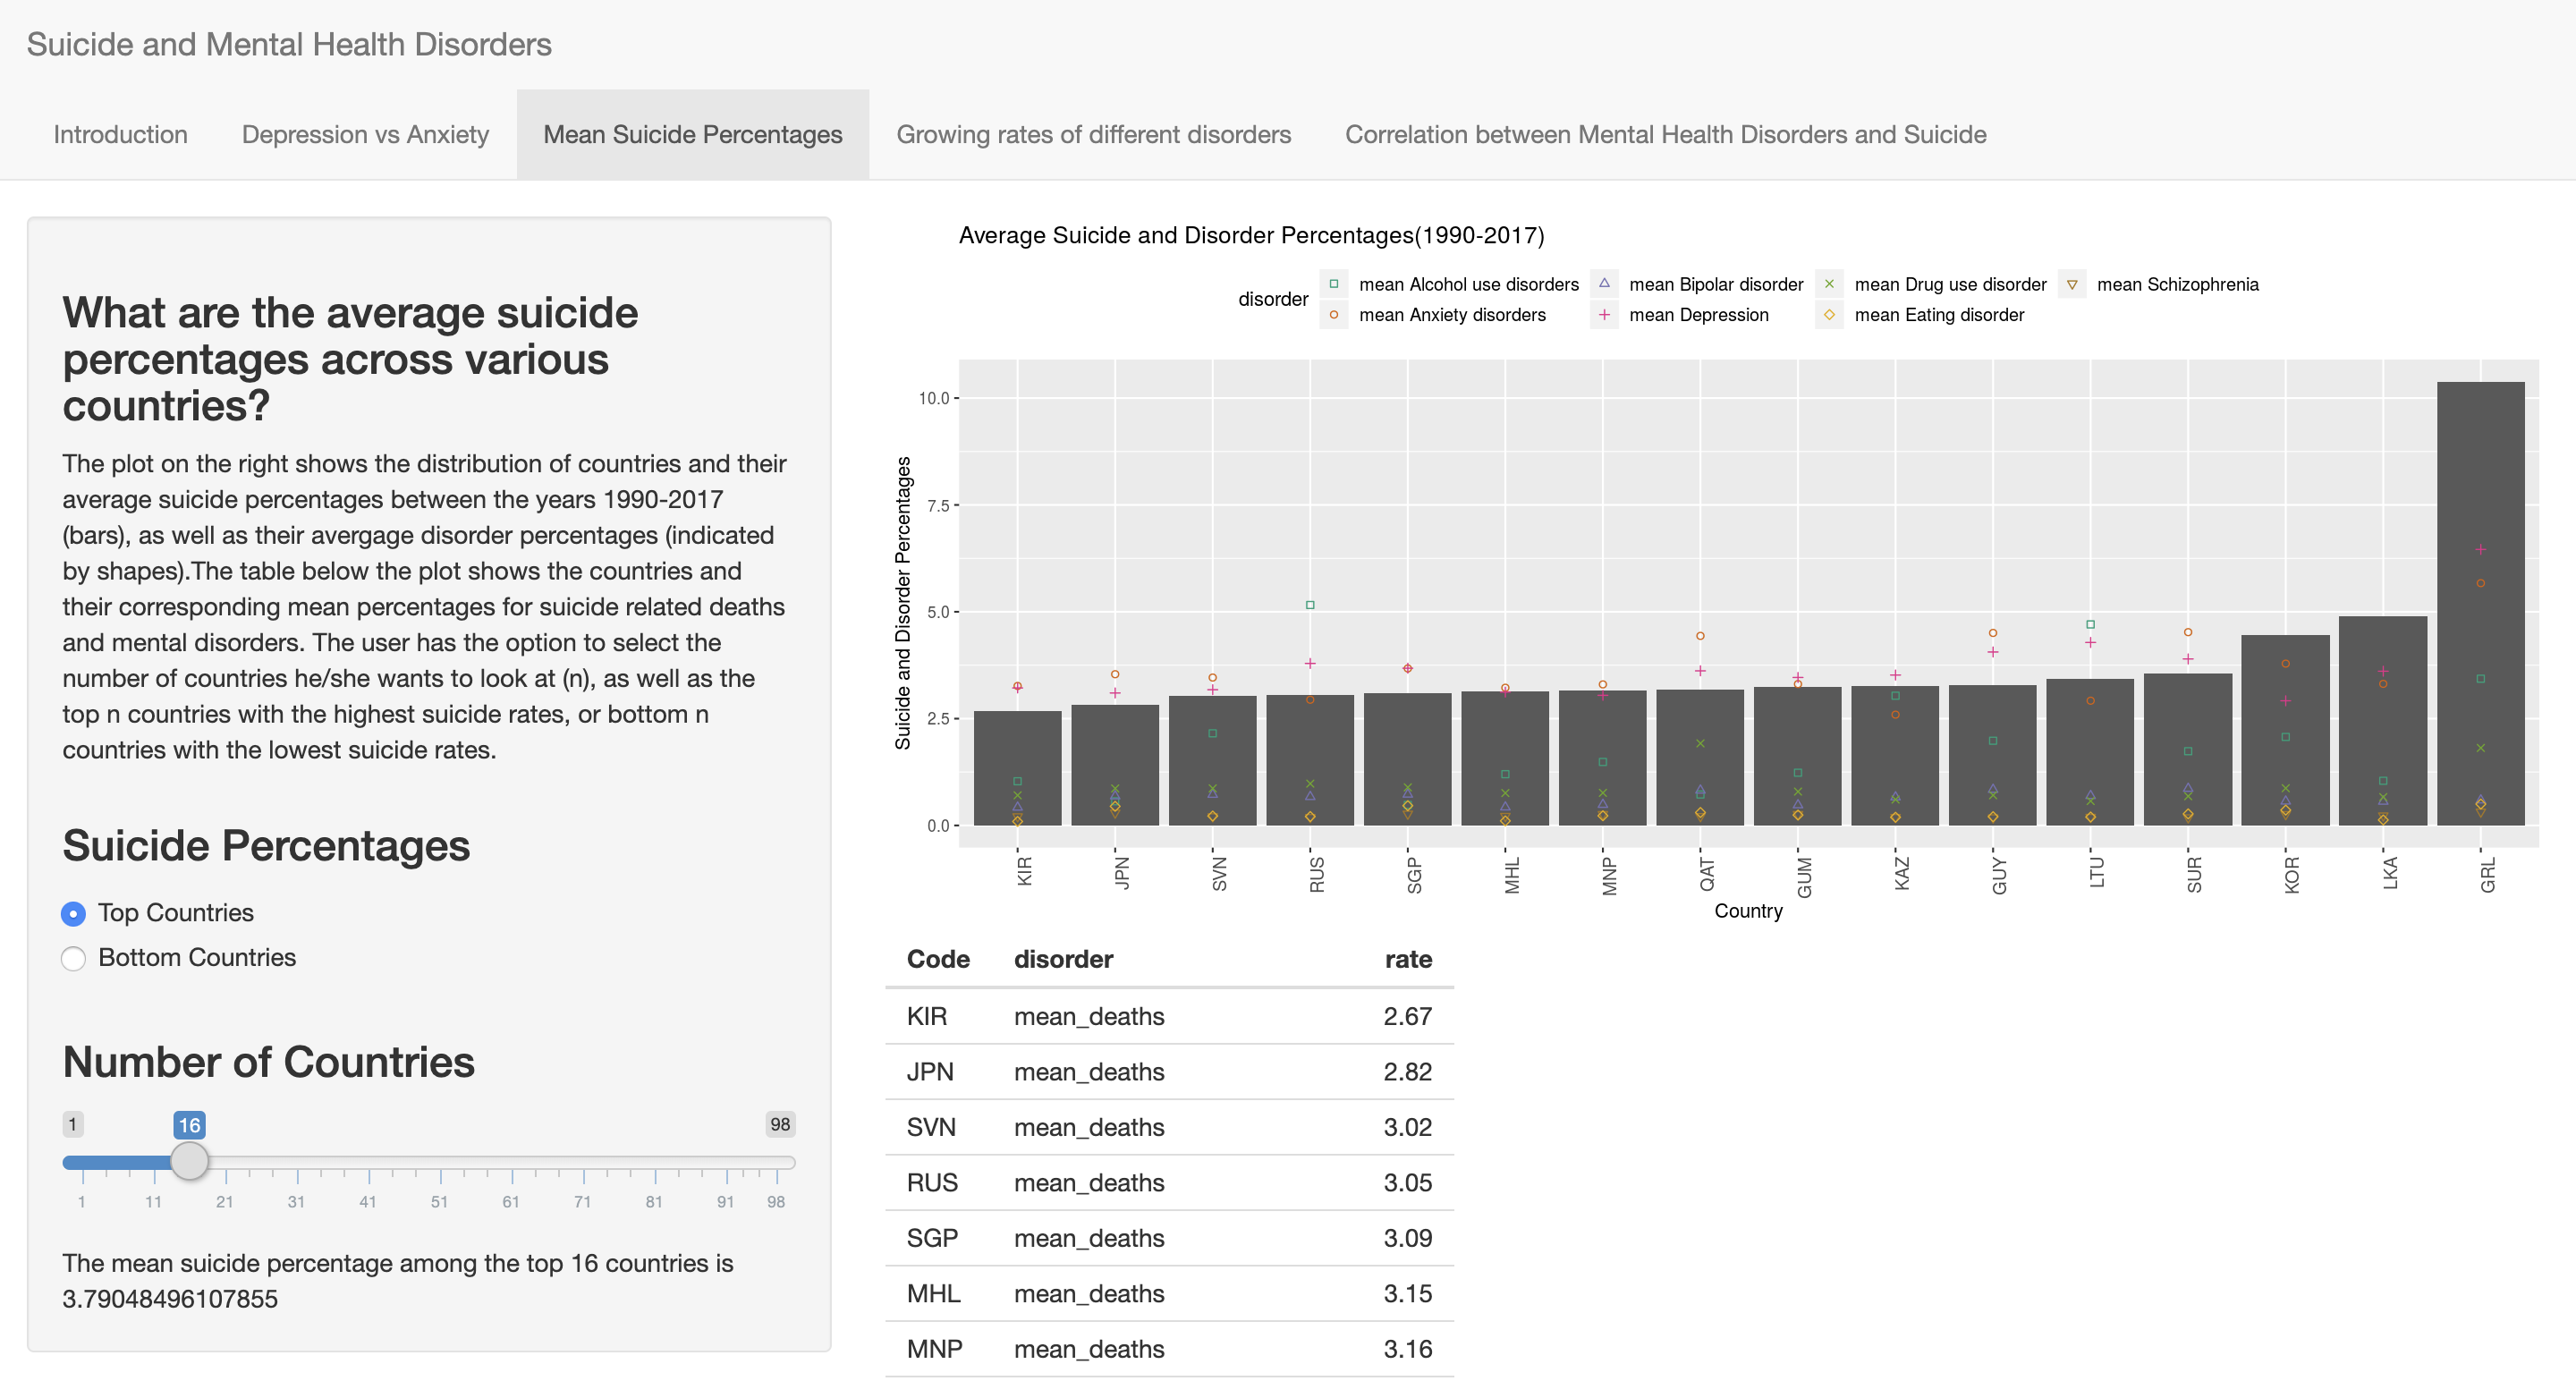 Suicide and Mental Health Disorders
Introduction
Depression vs Anxiety
Mean Suicide Percentages
Growing rates of different disorders
Correlation between Mental Health Disorders and Suicide
What are the average suicide
percentages across various
countries?
The plot on the right shows the distribution of countries and their
average suicide percentages between the years 1990-2017
(bars), as well as their avergage disorder percentages (indicated
by shapes).The table below the plot shows the countries and
their corresponding mean percentages for suicide related deaths
and mental disorders. The user has the option to select the
number of countries he/she wants to look at (n), as well as the
top n countries with the highest suicide rates, or bottom n
countries with the lowest suicide rates.
Suicide Percentages
Top Countries
Bottom Countries
Number of Countries
1 16 98
1 11 21 31 41 51 61 71 81 91 98
The mean suicide percentage among the top 16 countries is
3.79048496107855
Average Suicide and Disorder Percentages(1990-2017)
disorder
mean Alcohol use disorders mean Bipolar disorder mean Drug use disorder mean Schizophrenia
mean Anxiety disorders mean Depression mean Eating disorder
Suicide and Disorder Percentages
10.0
7.5
5.0
2.5
0.0
KIR JPN SVN RUS SGP MHL MNP QAT GUM KAZ GUY LTU SUR KOR LKA GRL
Country
Code disorder rate
KIR mean_deaths 2.67
JPN mean_deaths 2.82
SVN mean_deaths 3.02
RUS mean_deaths 3.05
SGP mean_deaths 3.09
MHL mean_deaths 3.15
MNP mean_deaths 3.16